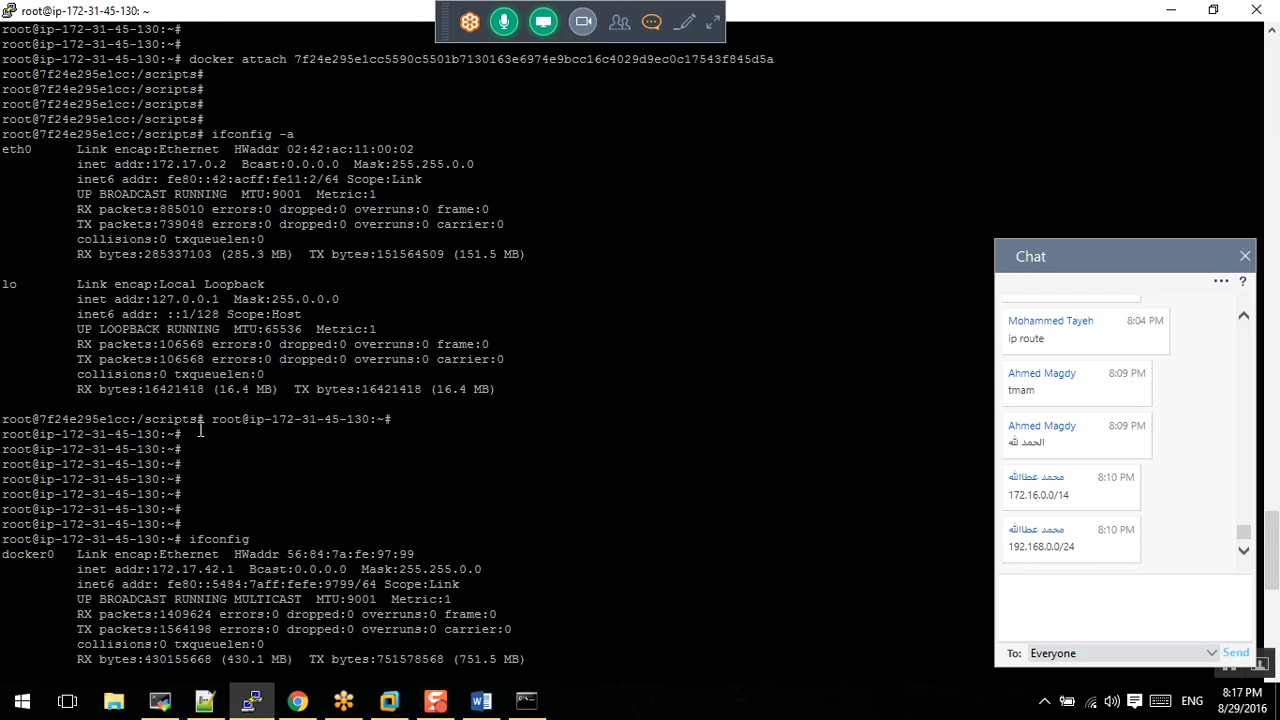 root@ip-172-31-45-130: ~
root@ip-172-31-45-130:~#
root@ip-172-31-45-130:~#
root@ip-172-31-45-130:~# docker attach 7f24e295e1cc5590c5501b7130163e6974e9bcc16c4029d9ec0c17543f845d5a
root@7f24e295e1cc:/scripts#
root@7f24e295e1cc:/scripts#
root@7f24e295e1cc:/scripts#
root@7f24e295e1cc:/scripts#
root@7f24e295e1cc:/scripts# ifconfig -a
eth0 Link encap:Ethernet HWaddr 02:42:ac:11:00:02
inet addr:172.17.0.2 Bcast:0.0.0.0 Mask:255.255.0.0
inet6 addr: fe80::42:acff:fe11:2/64 Scope:Link
UP BROADCAST RUNNING MTU:9001 Metric:1
RX packets:885010 errors:0 dropped:0 overruns:0 frame:0
TX packets:739048 errors:0 dropped:0 overruns:0 carrier:0
collisions:0 txqueuelen:0
RX bytes:285337103 (285.3 MB) TX bytes:151564509 (151.5 MB)
lo Link encap:Local Loopback
inet addr:127.0.0.1 Mask:255.0.0.0
inet6 addr: ::1/128 Scope:Host
UP LOOPBACK RUNNING MTU:65536 Metric:1
RX packets:106568 errors:0 dropped:0 overruns:0 frame:0
TX packets:106568 errors:0 dropped:0 overruns:0 carrier:0
collisions:0 txqueuelen:0
RX bytes:16421418 (16.4 MB) TX bytes:16421418 (16.4 MB)
root@7f24e295e1cc:/scripts# root@ip-172-31-45-130:~#
root@ip-172-31-45-130:~#
root@ip-172-31-45-130:~#
root@ip-172-31-45-130:~#
root@ip-172-31-45-130:~#
root@ip-172-31-45-130:~#
root@ip-172-31-45-130:~#
root@ip-172-31-45-130:~#
root@ip-172-31-45-130:~# ifconfig
docker0 Link encap:Ethernet HWaddr 56:84:7a:fe:97:99
inet addr:172.17.42.1 Bcast:0.0.0.0 Mask:255.255.0.0
inet6 addr: fe80::5484:7aff:fefe:9799/64 Scope:Link
UP BROADCAST RUNNING MULTICAST MTU:9001 Metric:1
RX packets:1409624 errors:0 dropped:0 overruns:0 frame:0
TX packets:1564198 errors:0 dropped:0 overruns:0 carrier:0
collisions:0 txqueuelen:0
RX bytes:430155668 (430.1 MB) TX bytes:751578568 (751.5 MB)
Chat
Mohammed Tayeh 8:04 PM
ip route
Ahmed Magdy 8:09 PM
tmam
Ahmed Magdy 8:09 PM
الحمد لله
محمد عطاالله 8:10 PM
172.16.0.0/14
محمد عطاالله 8:10 PM
192.168.0.0/24
To: Everyone Send
ENG
8:17 PM
8/29/2016